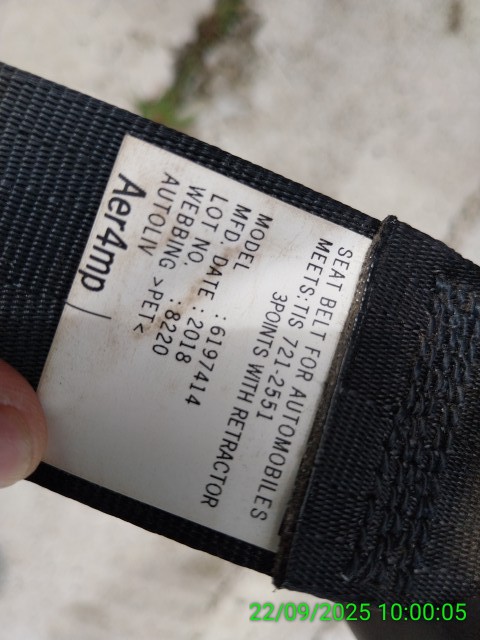 SEAT BELT FOR AUTOMOBILES
MEETS:TIS 721-2551
3POINTS WITH RETRACTOR
MODEL :6197414
MFD. DATE :2018
LOT NO. :8220
WEBBING >PET<
AUTOLIV
Aer4mp
22/09/2025 10:00:05